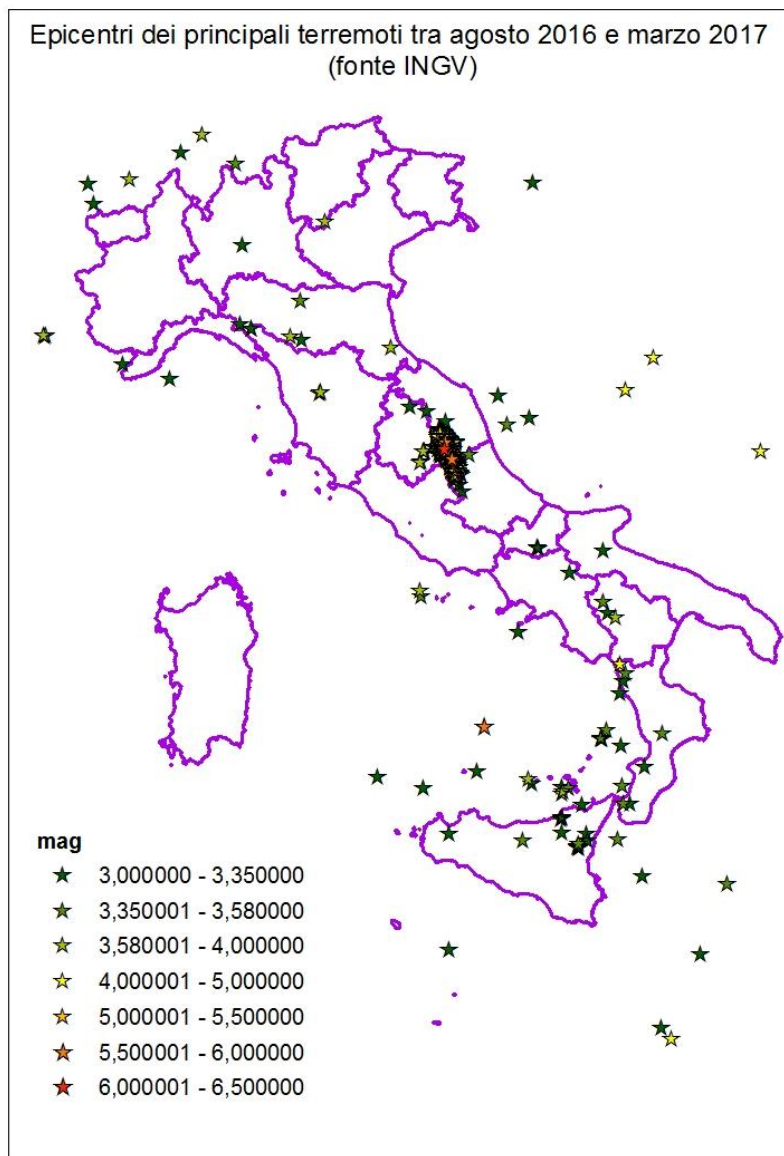 Epicentri dei principali terremoti tra agosto 2016 e marzo 2017
(fonte INGV)
mag
3,000000 - 3,350000
3,350001 - 3,580000
3,580001 - 4,000000
4,000001 - 5,000000
5,000001 - 5,500000
5,500001 - 6,000000
6,000001 - 6,500000